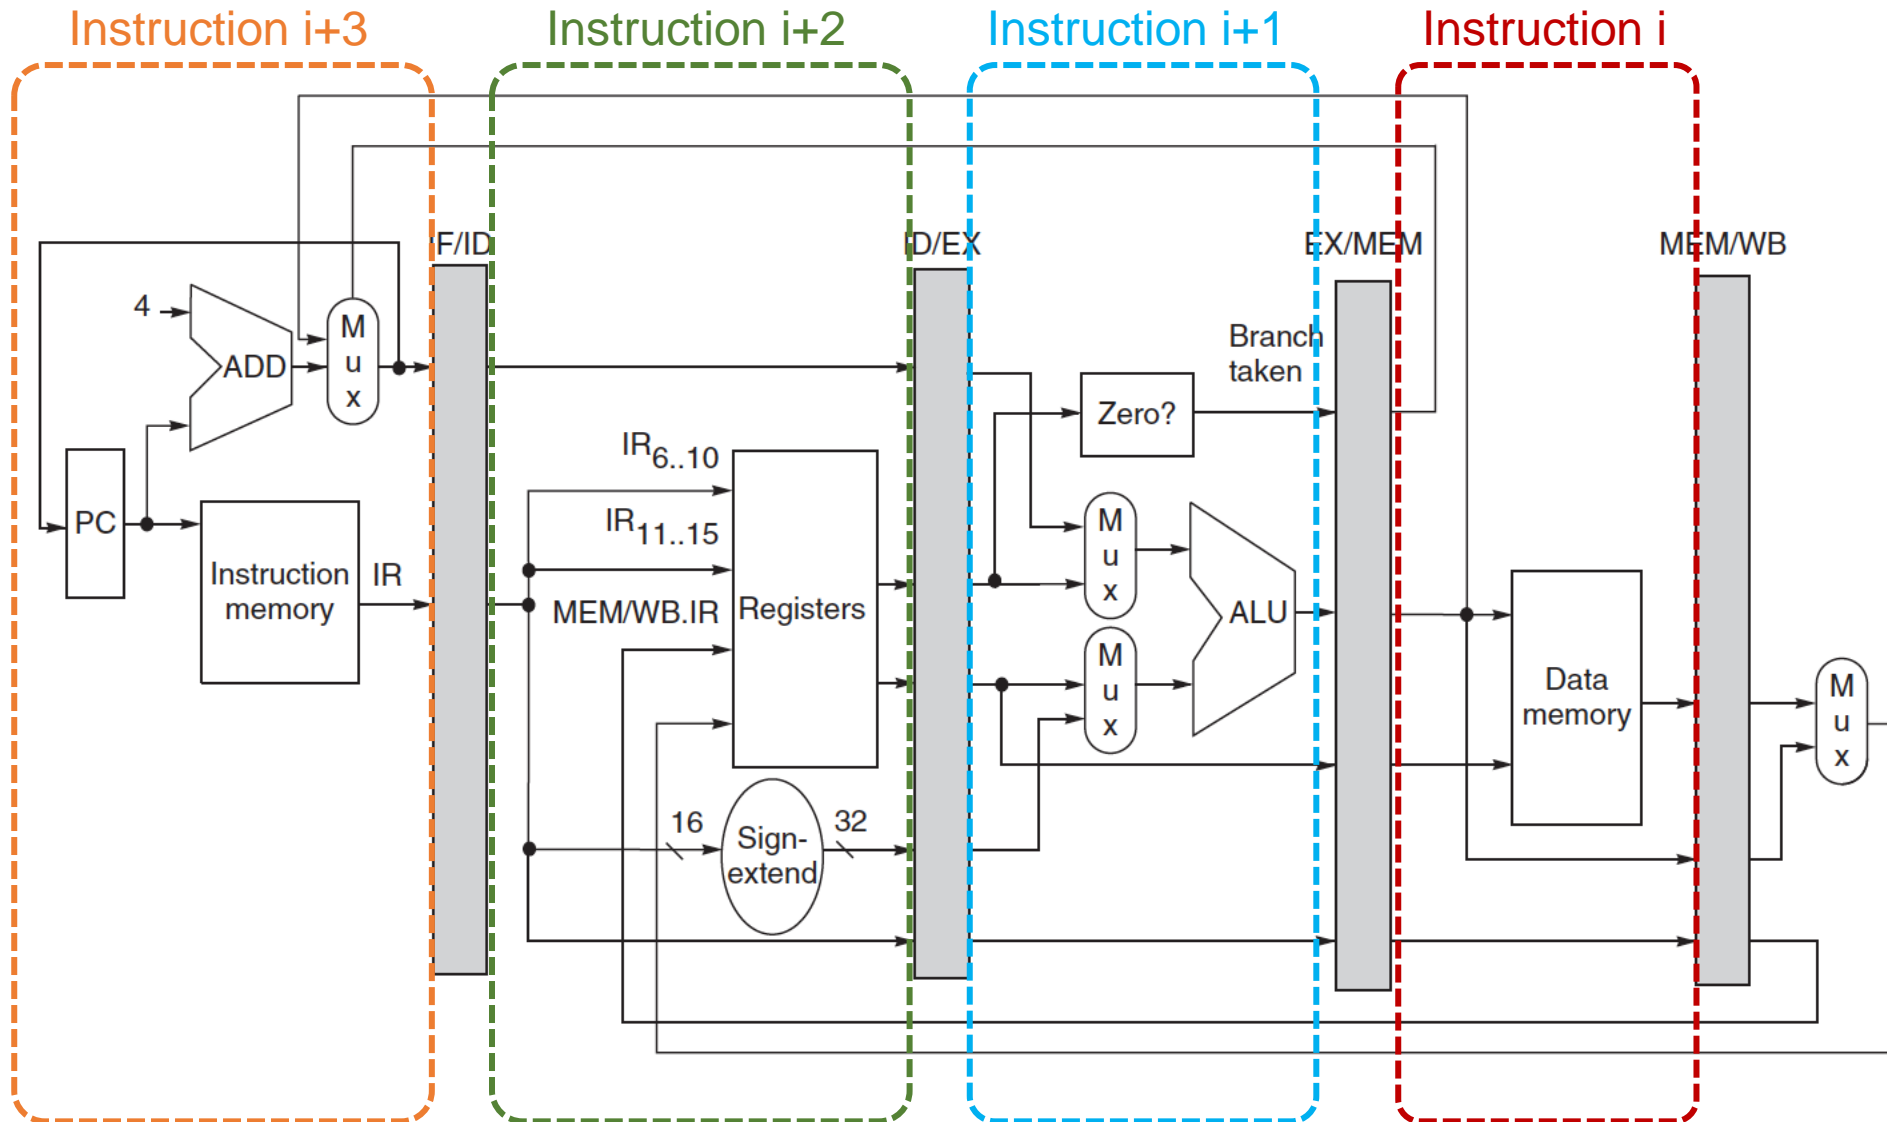 Instruction i+3
Instruction i+2
Instruction i+1
Instruction i
F/ID
ID/EX
EX/MEM
MEM/WB
4
ADD
M
u
x
Branch
taken
Zero?
IR6..10
IR11..15
PC
Instruction
memory
IR
MEM/WB.IR
Registers
M
u
x
ALU
M
u
x
Data
memory
M
u
x
16
Sign-
extend
32